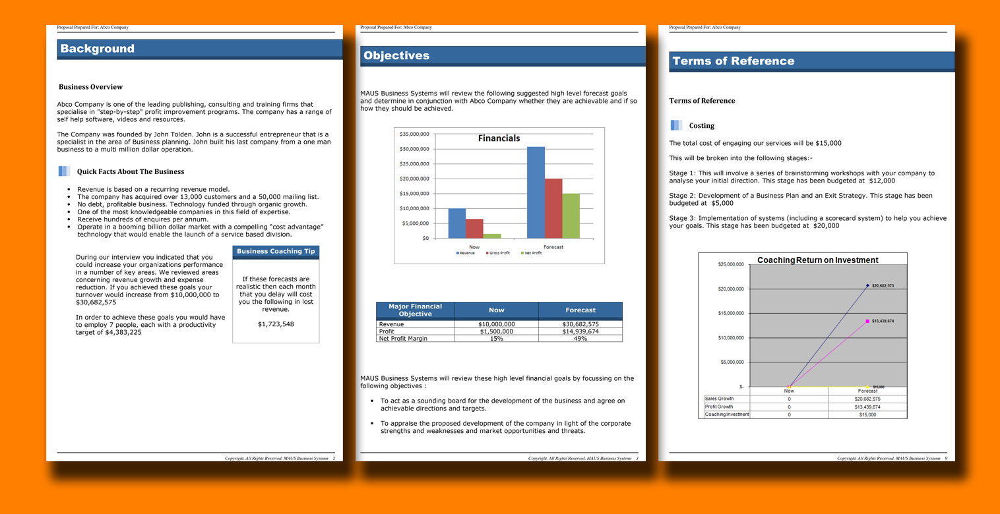 Proposal Prepared For: Abco Company
Background
Business Overview
Abco Company is one of the leading publishing, consulting and training firms that
specialise in "step-by-step" profit improvement programs. The company has a range of
self help software, videos and resources.
The Company was founded by John Tolden. John is a successful entrepreneur that is a
specialist in the area of Business planning. John built his last company from a one man
business to a multi million dollar operation.
Quick Facts About The Business
• Revenue is based on a recurring revenue model.
• The company has acquired over 13,000 customers and a 50,000 mailing list.
• No debt, profitable business. Technology funded through organic growth.
• One of the most knowledgeable companies in this field of expertise.
• Receive hundreds of enquires per annum.
• Operate in a booming billion dollar market with a compelling “cost advantage”
technology that would enable the launch of a service based division.
During our interview you indicated that you
could increase your organizations performance
in a number of key areas. We reviewed areas
concerning revenue growth and expense
reduction. If you achieved these goals your
turnover would increase from $10,000,000 to
$30,682,575
In order to achieve these goals you would have
to employ 7 people, each with a productivity
target of $4,383,225
Business Coaching Tip
If these forecasts are
realistic then each month
that you delay will cost
you the following in lost
revenue.
$1,723,548
Copyright. All Rights Reserved. MAUS Business Systems 2
Proposal Prepared For: Abco Company
Objectives
MAUS Business Systems will review the following suggested high level forecast goals
and determine in conjunction with Abco Company whether they are achievable and if so
how they should be achieved.
Financials
$35,000,000
$30,000,000
$25,000,000
$20,000,000
$15,000,000
$10,000,000
$5,000,000
$0
Now Forecast
Revenue Gross Profit Net Profit
Major Financial
Objective Now Forecast
Revenue $10,000,000 $30,682,575
Profit $1,500,000 $14,939,674
Net Profit Margin 15% 49%
MAUS Business Systems will review these high level financial goals by focussing on the
following objectives :
• To act as a sounding board for the development of the business and agree on
achievable directions and targets.
• To appraise the proposed development of the company in light of the corporate
strengths and weaknesses and market opportunities and threats.
Copyright. All Rights Reserved. MAUS Business Systems 3
Proposal Prepared For: Abco Company
Terms of Reference
Terms of Reference
Costing
The total cost of engaging our services will be $15,000
This will be broken into the following stages:-
Stage 1: This will involve a series of brainstorming workshops with your company to
analyse your initial direction. This stage has been budgeted at $12,000
Stage 2: Development of a Business Plan and an Exit Strategy. This stage has been
budgeted at $5,000
Stage 3: Implementation of systems (including a scorecard system) to help you achieve
your goals. This stage has been budgeted at $20,000
Coaching Return on Investment
$25,000,000
$20,000,000
$15,000,000
$10,000,000
$5,000,000
$-
$20,682,575
$13,439,674
$15,000
Now Forecast
Sales Growth 0 $20,682,575
Profit Growth 0 $13,439,674
Coaching Investment 0 $15,000
Copyright. All Rights Reserved. MAUS Business Systems 9